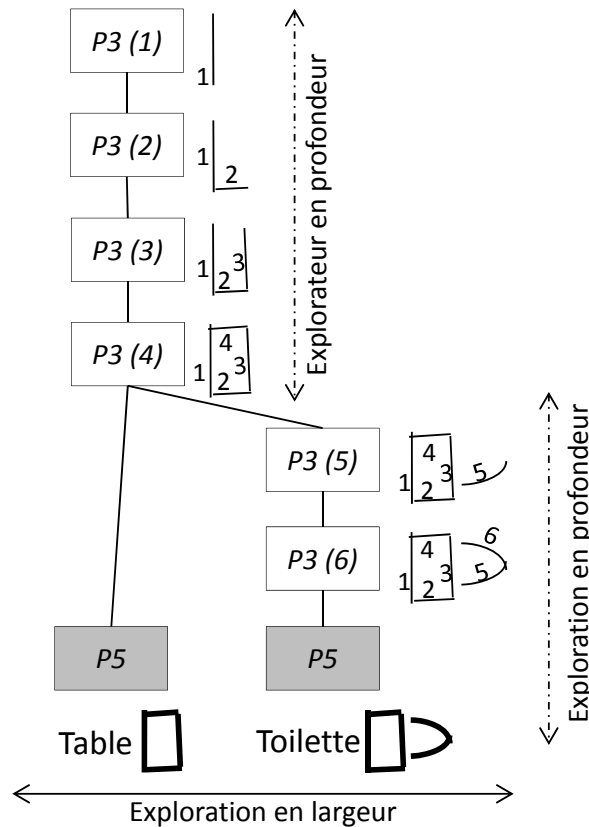 P3 (1)
1
P3 (2)
1
2
P3 (3)
1
2
3
P3 (4)
4
1
2
3
Explorateur en profondeur
P3 (5)
4
1
2
3
5
P3 (6)
4
1
2
3
5
6
Exploration en profondeur
P5
P5
Table
Toilette
Exploration en largeur